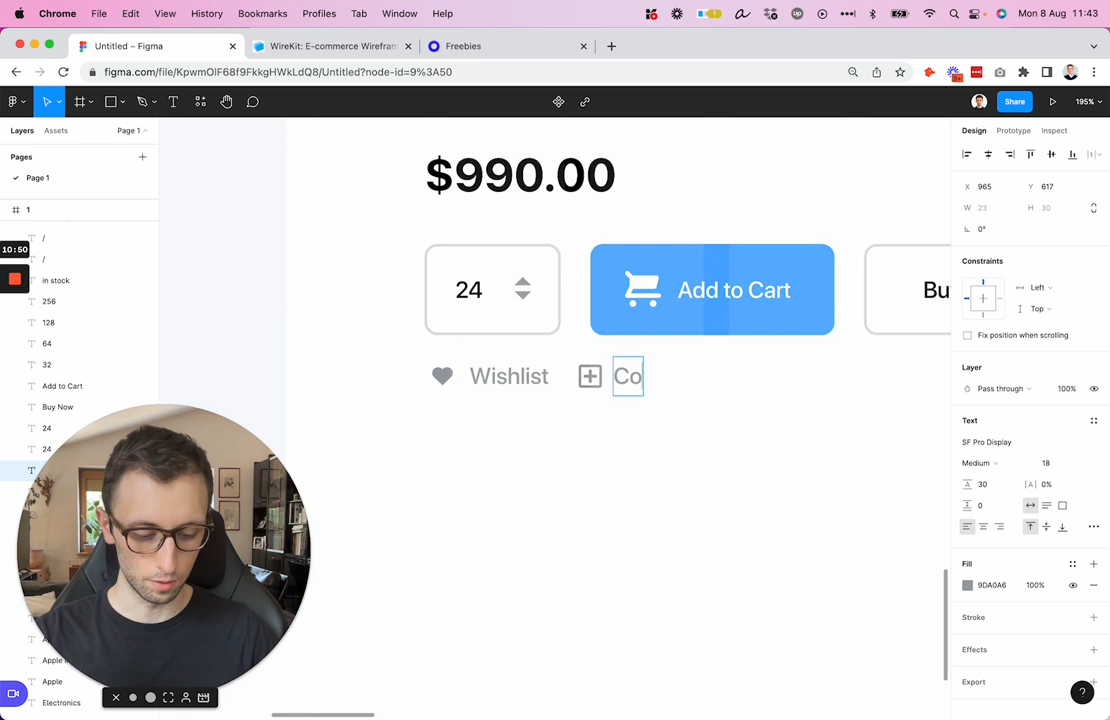 Chrome File Edit View History Bookmarks Profiles Tab Window Help Mon 8 Aug 11:43
Untitled – Figma WireKit: E-commerce Wirefram Freebies
figma.com/file/KpwmOlF68f9FkkgHWkLdQ8/Untitled?node-id=9%3A50
Share 195%
Layers Assets Page 1
Pages
Page 1
1
/
/
10:50
in stock
256
128
64
32
Add to Cart
Buy Now
24
24
Apple
Electronics
$990.00
24 Add to Cart Bu
Wishlist Co
Design Prototype Inspect
X 965 Y 617
W 23 H 30
0°
Constraints
Left
Top
Fix position when scrolling
Layer
Pass through 100%
Text
SF Pro Display
Medium 18
30 |A| 0%
0
Fill
9DA0A6 100%
Stroke
Effects
Export
?